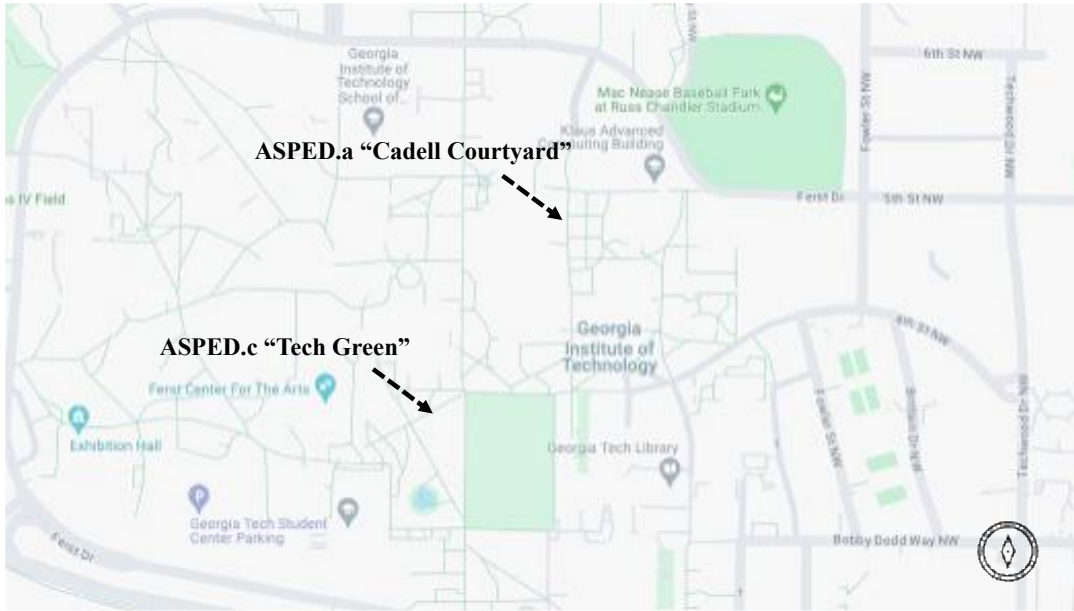 Georgia
Institute of
Technology
School of...
6th St NW
Mac Nease Baseball Park
at Russ Chandler Stadium
Fowler St NW
Techwood Dr NW
Klaus Advanced
Computing Building
ASPED.a “Cadell Courtyard”
Ferst Dr
5th St NW
s IV Field
Georgia
Institute of
Technology
4th St NW
ASPED.c “Tech Green”
Ferst Center For The Arts
Exhibition Hall
Georgia Tech Library
Fowler St NW
Brittain Dr NW
Techwood Dr NW
Georgia Tech Student
Center Parking
Ferst Dr
Bobby Dodd Way NW